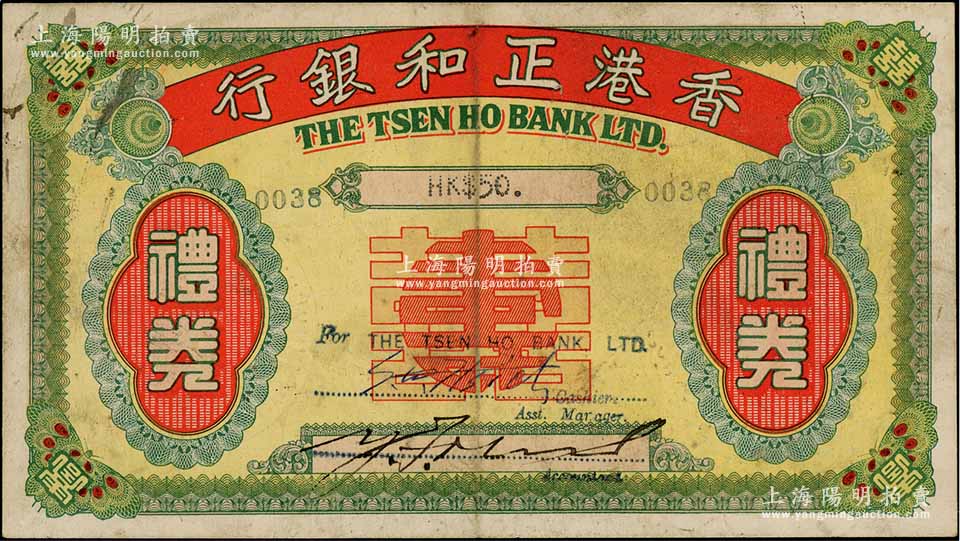 上海陽明拍賣
www.yangmingauction.com
行銀和正港香
THE TSEN HO BANK LTD.
0038
HK$50.
0038
禮券
禮券
上海陽明拍賣
www.yangmingauction.com
For THE TSEN HO BANK LTD.
Cashier.
Asst. Manager.
Accountant.
上海陽明拍賣
www.yangmingauction.com